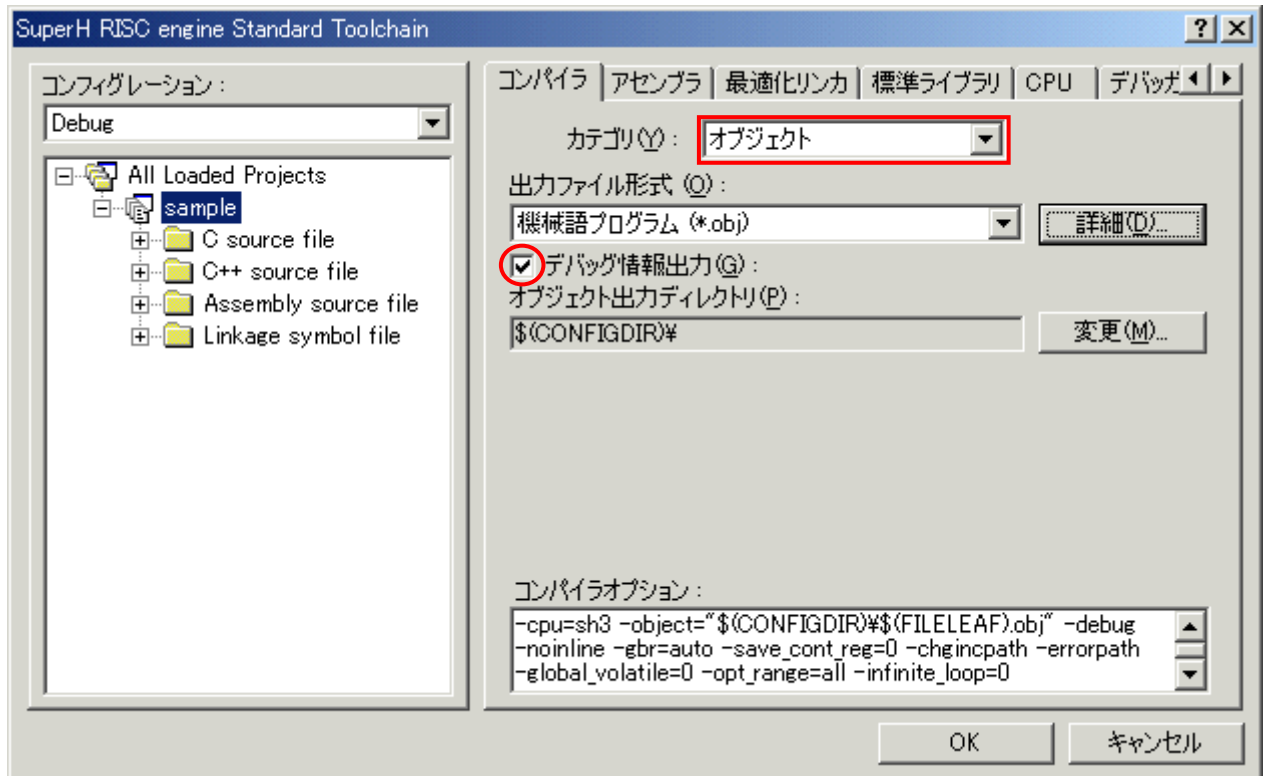 SuperH RISC engine Standard Toolchain
コンフィグレーション :
Debug
All Loaded Projects
sample
C source file
C++ source file
Assembly source file
Linkage symbol file
コンパイラ アセンブラ 最適化リンカ 標準ライブラリ CPU デバッガ
カテゴリ(Y) : オブジェクト
出力ファイル形式 (O) :
機械語プログラム (*.obj) 詳細(D)...
デバッグ情報出力(G) :
オブジェクト出力ディレクトリ(P) :
$(CONFIGDIR)¥ 変更(M)...
コンパイラオプション :
-cpu=sh3 -object="$(CONFIGDIR)¥$(FILELEAF).obj" -debug
-noinline -gbr=auto -save_cont_reg=0 -chgincpath -errorpath
-global_volatile=0 -opt_range=all -infinite_loop=0
OK キャンセル